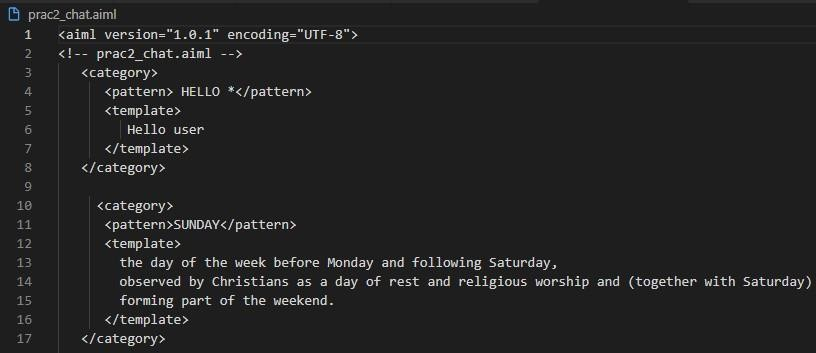 prac2_chat.aiml
1 <aiml version="1.0.1" encoding="UTF-8">
2 <!-- prac2_chat.aiml -->
3 <category>
4 <pattern> HELLO *</pattern>
5 <template>
6 Hello user
7 </template>
8 </category>
9
10 <category>
11 <pattern>SUNDAY</pattern>
12 <template>
13 the day of the week before Monday and following Saturday,
14 observed by Christians as a day of rest and religious worship and (together with Saturday)
15 forming part of the weekend.
16 </template>
17 </category>